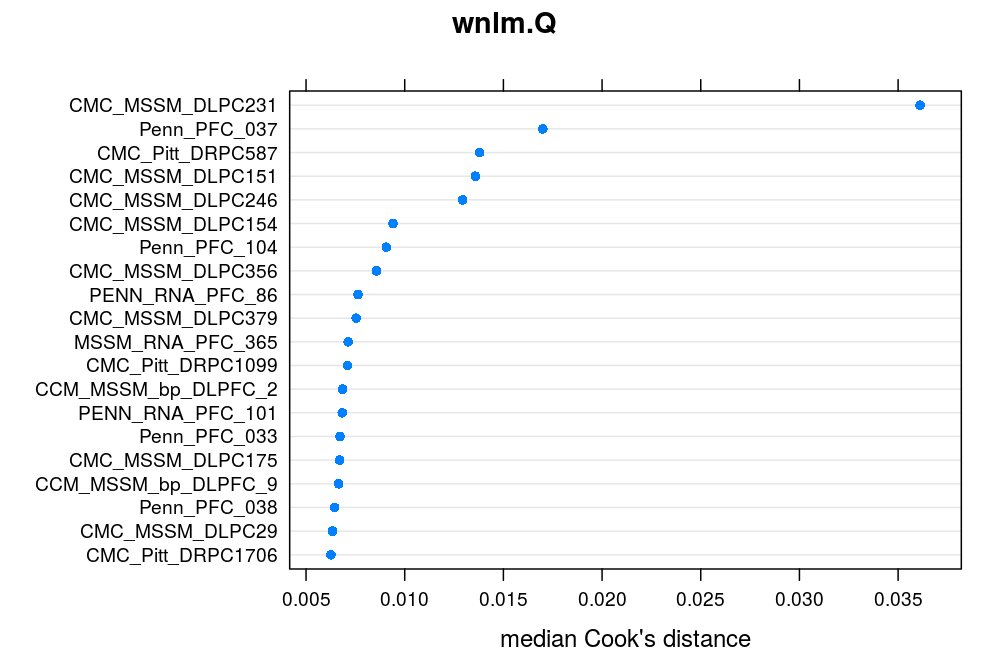 wnlm.Q
CMC_MSSM_DLPC231
Penn_PFC_037
CMC_Pitt_DRPC587
CMC_MSSM_DLPC151
CMC_MSSM_DLPC246
CMC_MSSM_DLPC154
Penn_PFC_104
CMC_MSSM_DLPC356
PENN_RNA_PFC_86
CMC_MSSM_DLPC379
MSSM_RNA_PFC_365
CMC_Pitt_DRPC1099
CCM_MSSM_bp_DLPFC_2
PENN_RNA_PFC_101
Penn_PFC_033
CMC_MSSM_DLPC175
CCM_MSSM_bp_DLPFC_9
Penn_PFC_038
CMC_MSSM_DLPC29
CMC_Pitt_DRPC1706
0.005 0.010 0.015 0.020 0.025 0.030 0.035
median Cook's distance